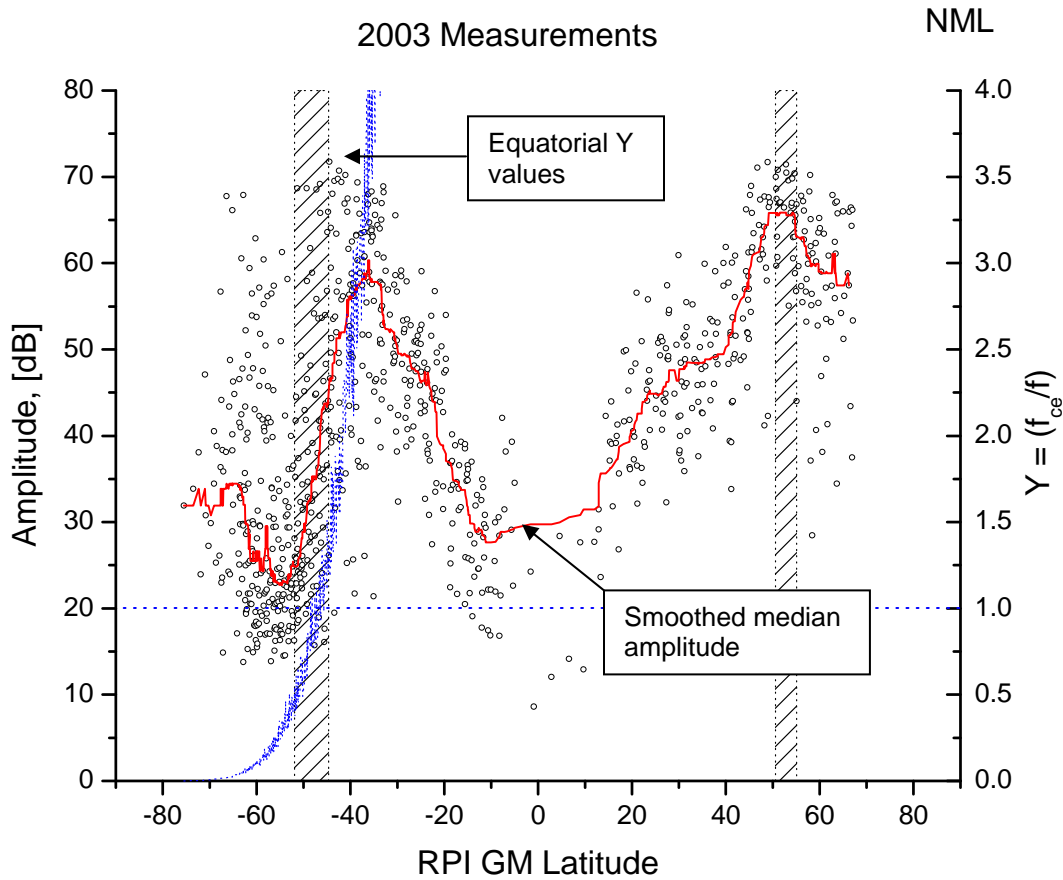 2003 Measurements
NML
Amplitude, [dB]
80
70
60
50
40
30
20
10
0
Equatorial Y
values
Smoothed median
amplitude
4.0
3.5
3.0
2.5
2.0
1.5
1.0
0.5
0.0
Y = (f_ce/f)
-80 -60 -40 -20 0 20 40 60 80
RPI GM Latitude